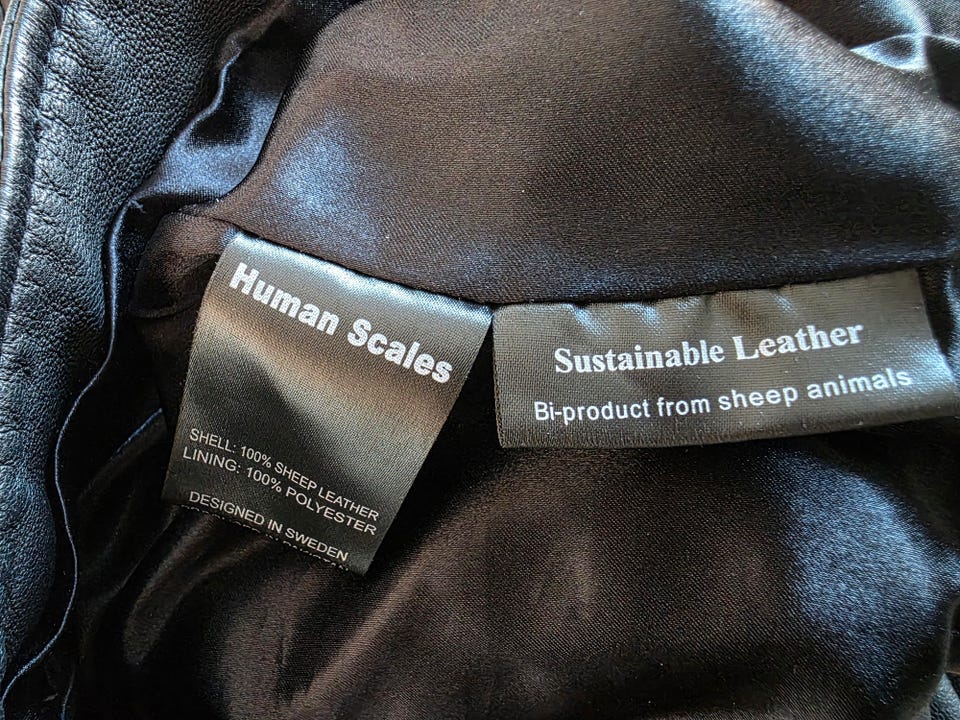 Human Scales
SHELL: 100% SHEEP LEATHER
LINING: 100% POLYESTER
DESIGNED IN SWEDEN
Sustainable Leather
Bi-product from sheep animals